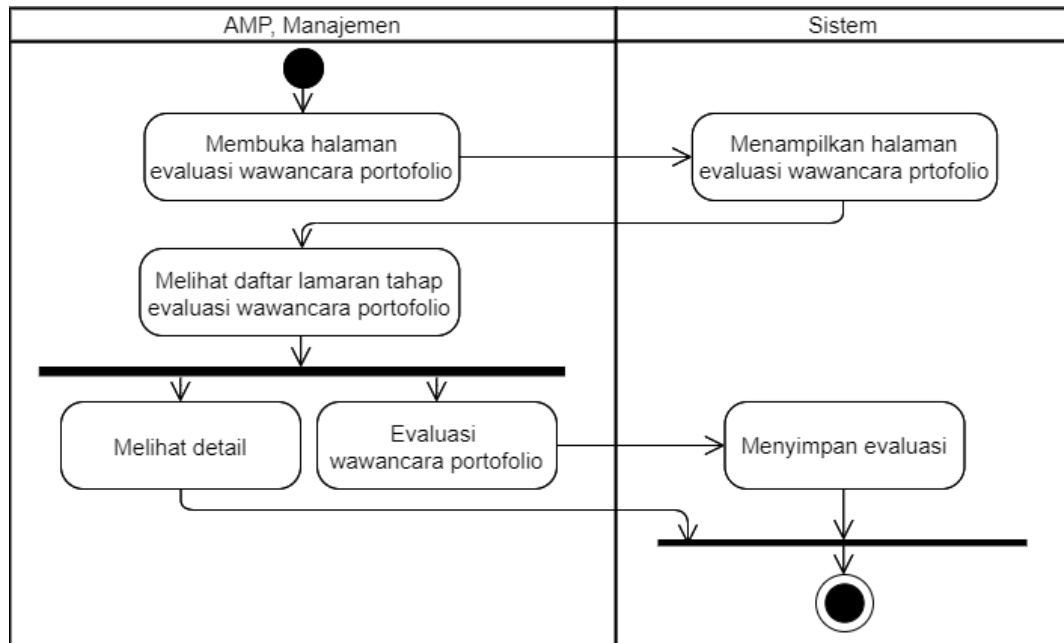 AMP, Manajemen
Sistem
Membuka halaman
evaluasi wawancara portofolio
Menampilkan halaman
evaluasi wawancara prtofolio
Melihat daftar lamaran tahap
evaluasi wawancara portofolio
Melihat detail
Evaluasi
wawancara portofolio
Menyimpan evaluasi